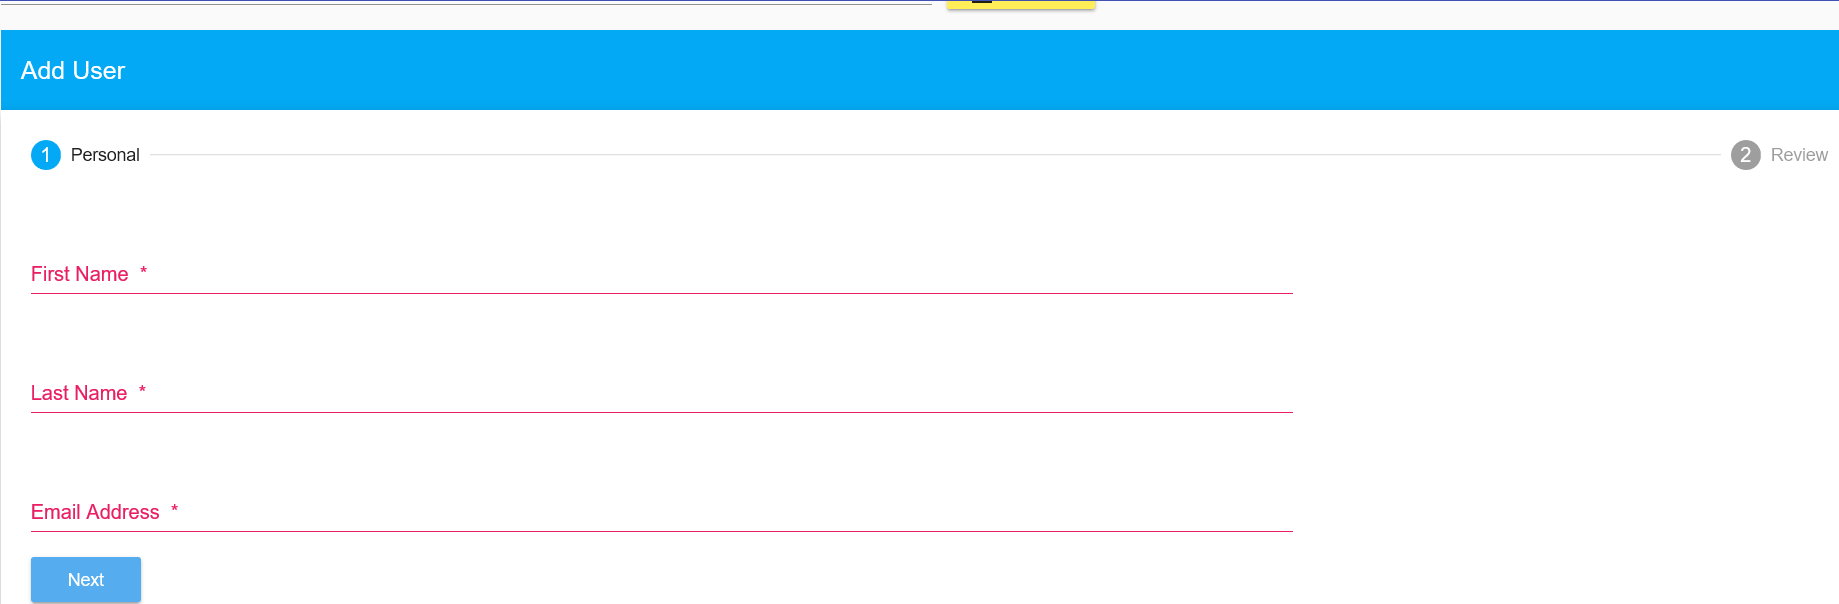 Add User
1 Personal
2 Review
First Name *
Last Name *
Email Address *
Next